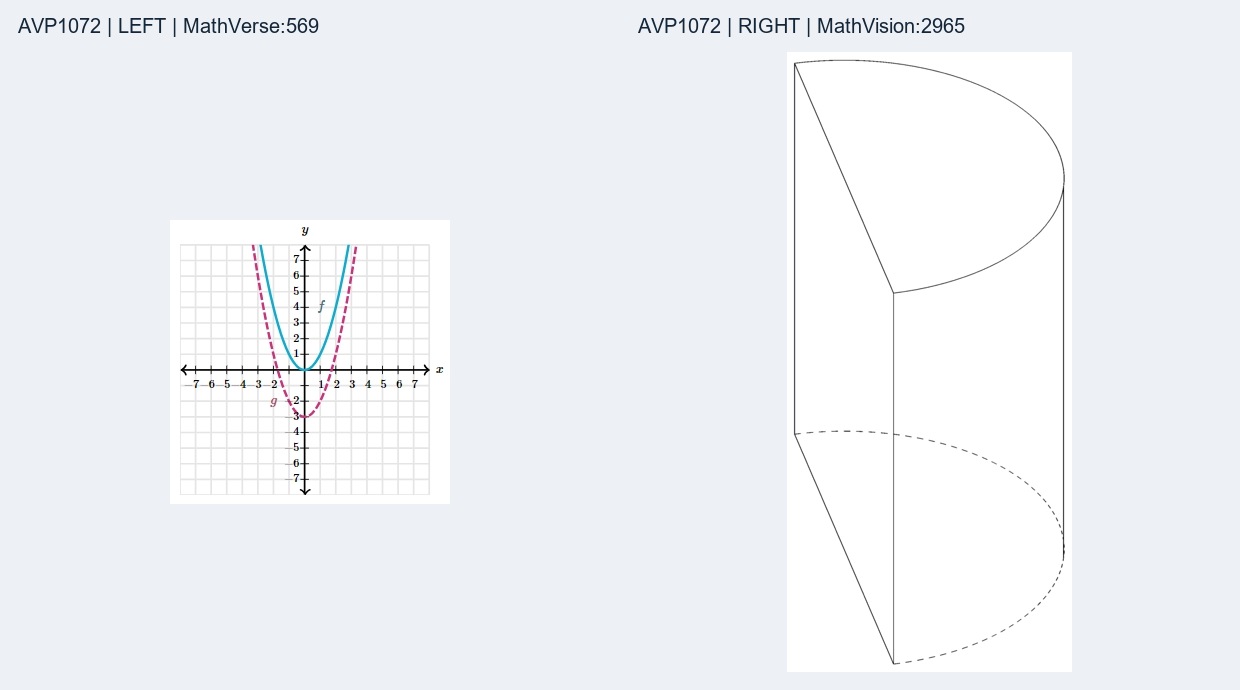 AVP1072 | LEFT | MathVerse:569
AVP1072 | RIGHT | MathVision:2965
y
7
6
5
4
3
2
1
f
x
-7 -6 -5 -4 -3 -2 1 2 3 4 5 6 7
g
-2
-3
-4
-5
-6
-7